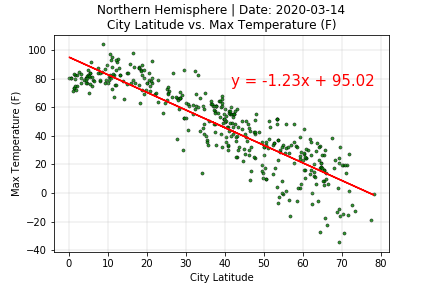 Northern Hemisphere | Date: 2020-03-14
City Latitude vs. Max Temperature (F)
Max Temperature (F)
100
80
60
40
20
0
−20
−40
y = -1.23x + 95.02
0 10 20 30 40 50 60 70 80
City Latitude